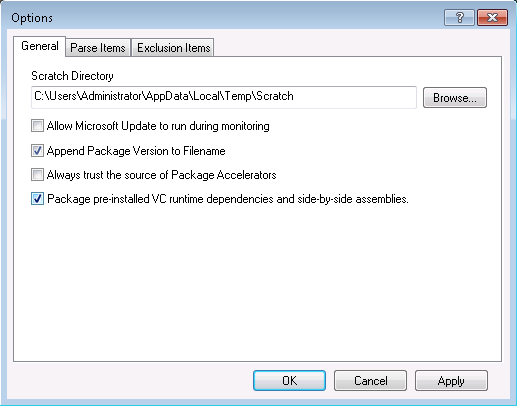 Options
General
Parse Items
Exclusion Items
Scratch Directory
C:\Users\Administrator\AppData\Local\Temp\Scratch
Browse...
Allow Microsoft Update to run during monitoring
Append Package Version to Filename
Always trust the source of Package Accelerators
Package pre-installed VC runtime dependencies and side-by-side assemblies.
OK
Cancel
Apply